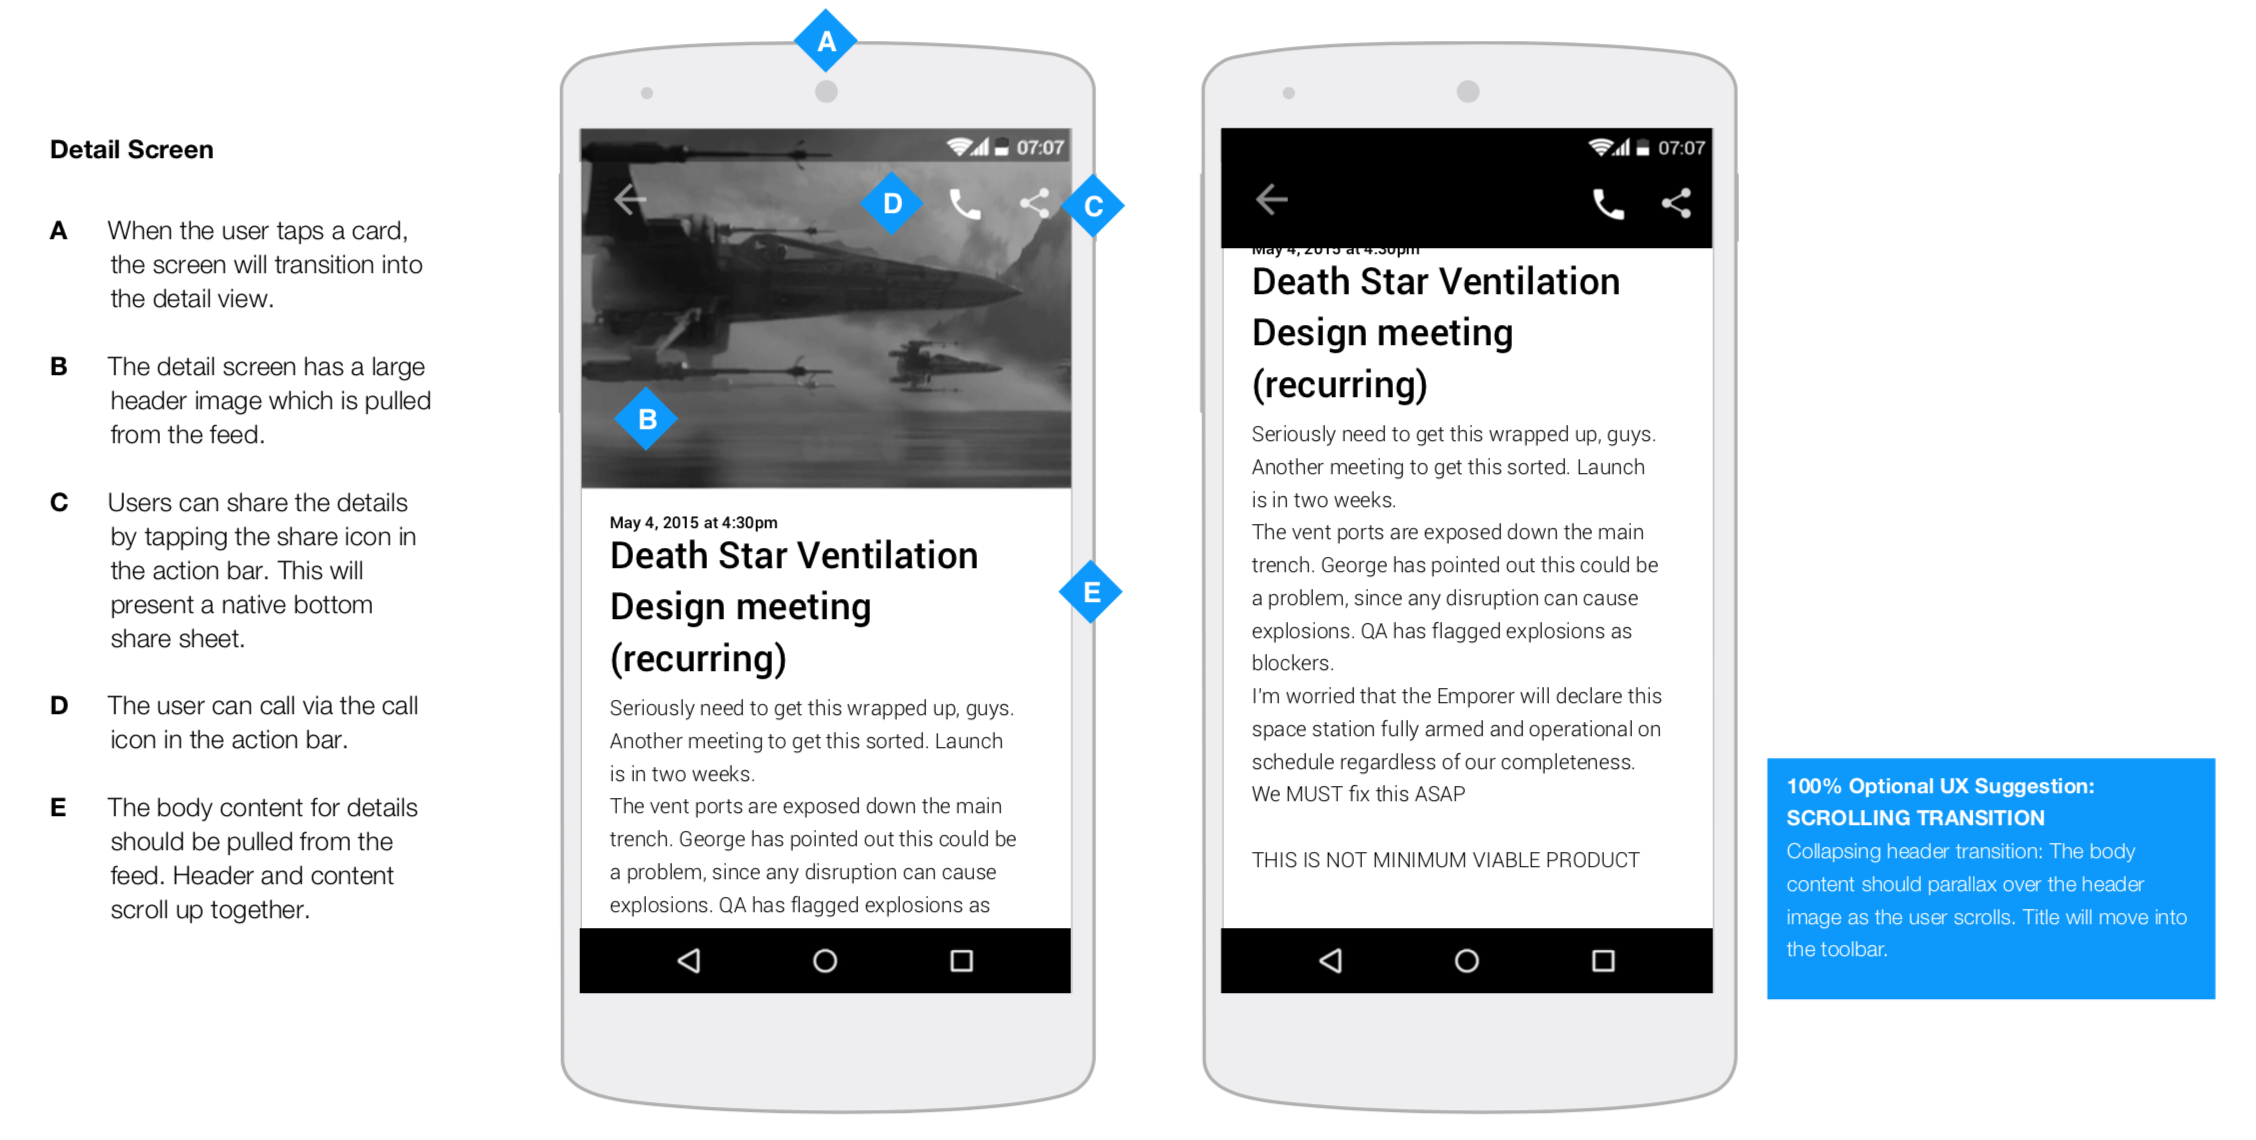 Detail Screen
A When the user taps a card,
the screen will transition into
the detail view.
B The detail screen has a large
header image which is pulled
from the feed.
C Users can share the details
by tapping the share icon in
the action bar. This will
present a native bottom
share sheet.
D The user can call via the call
icon in the action bar.
E The body content for details
should be pulled from the
feed. Header and content
scroll up together.
A
07:07
D
C
B
E
May 4, 2015 at 4:30pm
Death Star Ventilation
Design meeting
(recurring)
Seriously need to get this wrapped up, guys.
Another meeting to get this sorted. Launch
is in two weeks.
The vent ports are exposed down the main
trench. George has pointed out this could be
a problem, since any disruption can cause
explosions. QA has flagged explosions as
07:07
May 4, 2015 at 4:30pm
Death Star Ventilation
Design meeting
(recurring)
Seriously need to get this wrapped up, guys.
Another meeting to get this sorted. Launch
is in two weeks.
The vent ports are exposed down the main
trench. George has pointed out this could be
a problem, since any disruption can cause
explosions. QA has flagged explosions as
blockers.
I'm worried that the Emporer will declare this
space station fully armed and operational on
schedule regardless of our completeness.
We MUST fix this ASAP
THIS IS NOT MINIMUM VIABLE PRODUCT
100% Optional UX Suggestion:
SCROLLING TRANSITION
Collapsing header transition: The body
content should parallax over the header
image as the user scrolls. Title will move into
the toolbar.